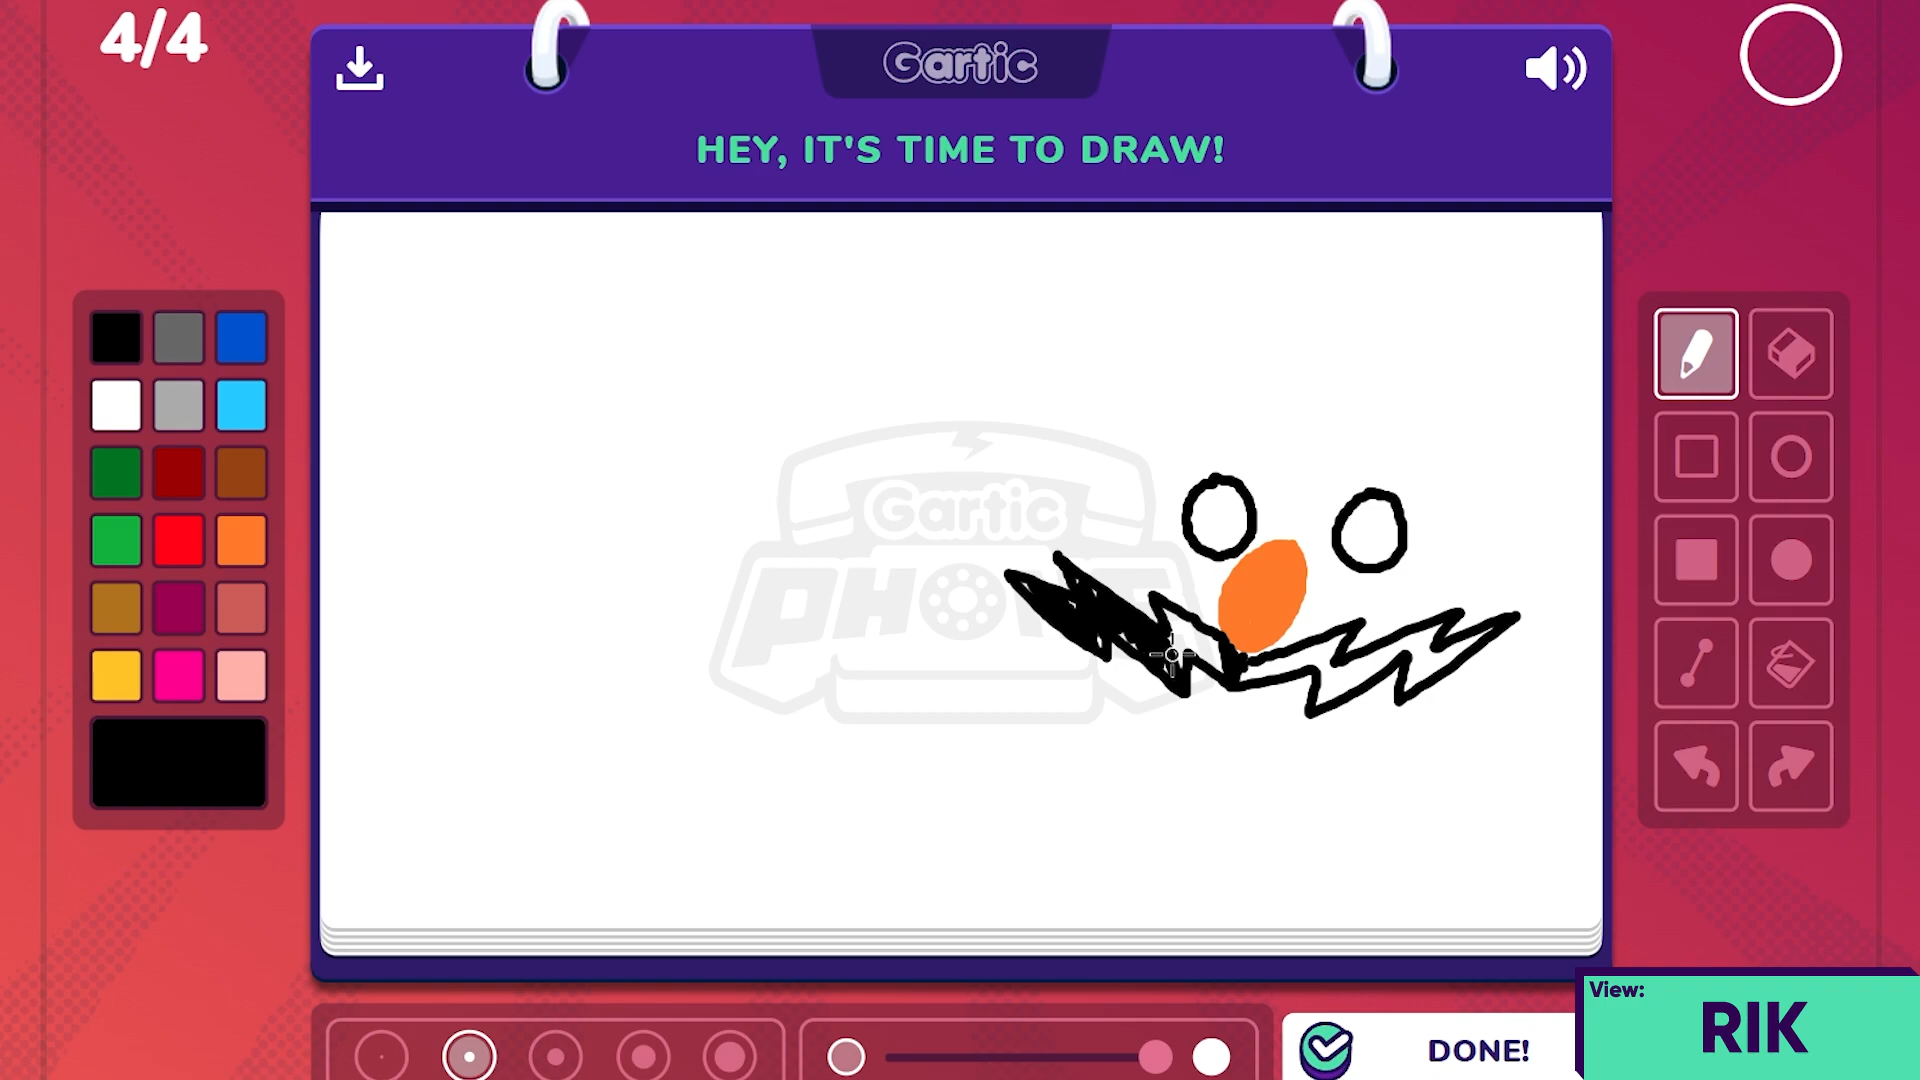 4/4
Gartic
HEY, IT'S TIME TO DRAW!
Gartic
PHONE
DONE!
View:
RIK